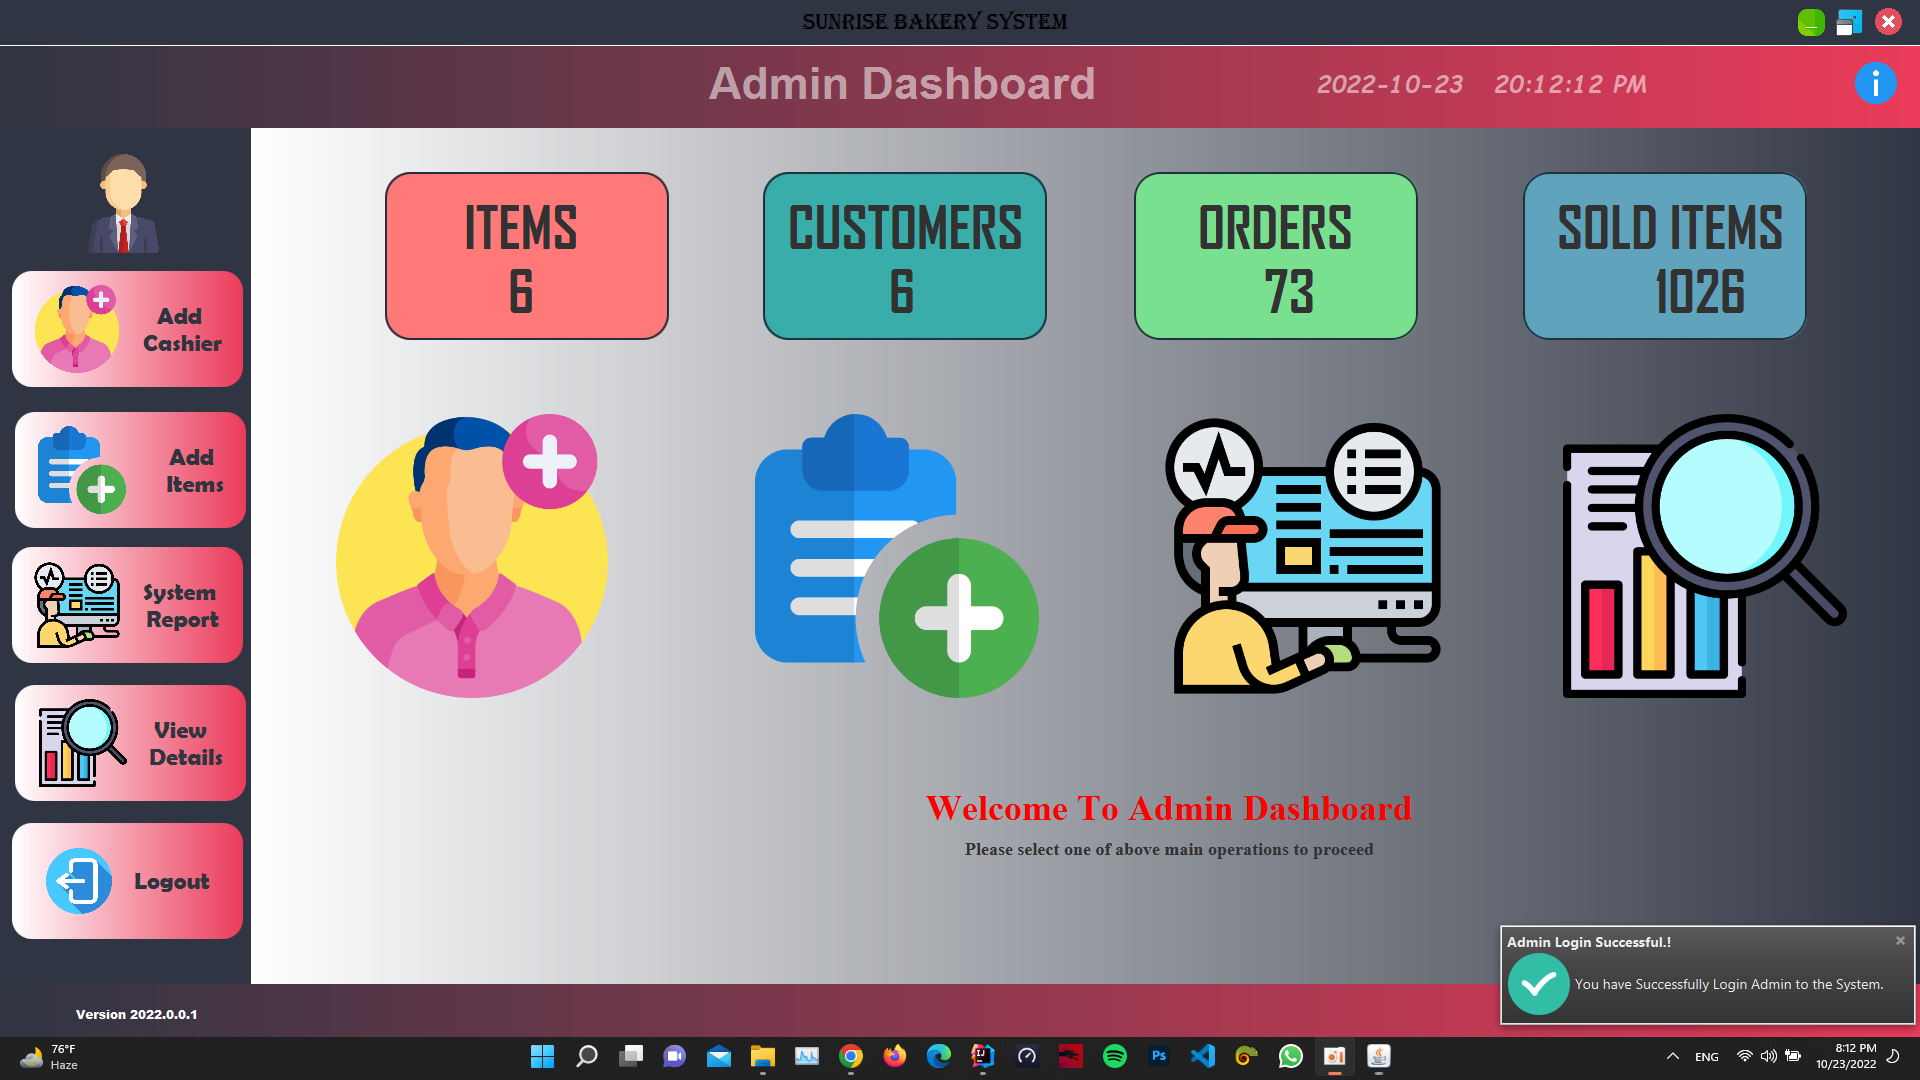 SUNRISE BAKERY SYSTEM
Admin Dashboard
2022-10-23 20:12:12 PM
ITEMS
6
CUSTOMERS
6
ORDERS
73
SOLD ITEMS
1026
Add
Cashier
Add
Items
System
Report
View
Details
Logout
Welcome To Admin Dashboard
Please select one of above main operations to proceed
Admin Login Successful.!
You have Successfully Login Admin to the System.
Version 2022.0.0.1
76°F
Haze
IJ
Ps
ENG
8:12 PM
10/23/2022